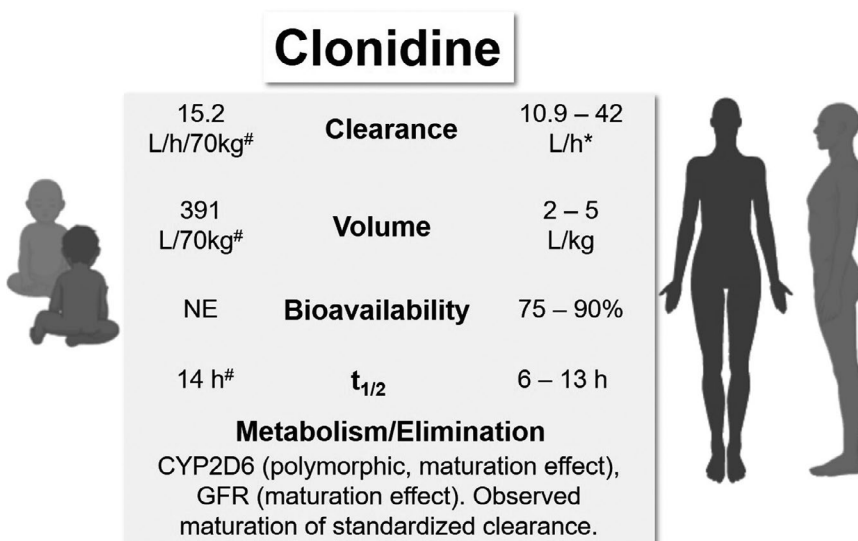 Clonidine
15.2 Clearance 10.9 – 42
L/h/70kg# L/h*
391 Volume 2 – 5
L/70kg# L/kg
NE Bioavailability 75 – 90%
14 h# t1/2 6 – 13 h
Metabolism/Elimination
CYP2D6 (polymorphic, maturation effect),
GFR (maturation effect). Observed
maturation of standardized clearance.